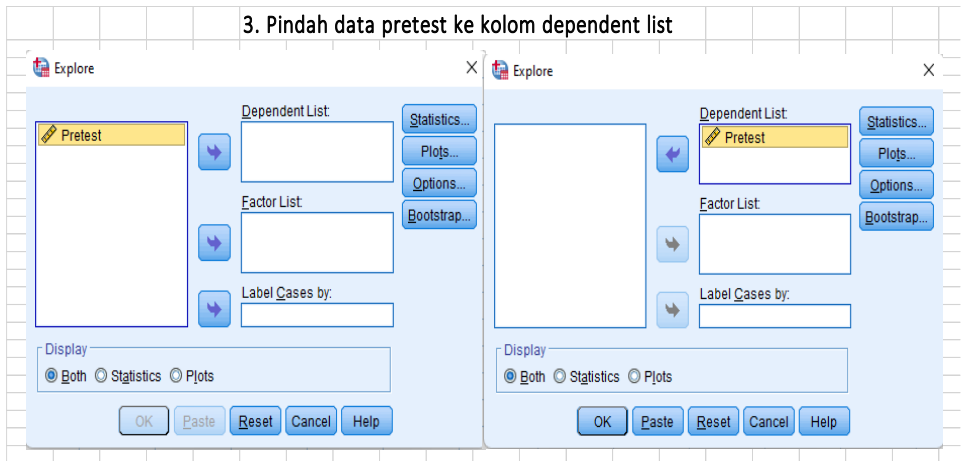 3. Pindah data pretest ke kolom dependent list
Explore
Pretest
Dependent List:
Factor List:
Label Cases by:
Statistics...
Plots...
Options...
Bootstrap...
Display
Both Statistics Plots
OK Paste Reset Cancel Help
Explore
Dependent List:
Pretest
Factor List:
Label Cases by:
Statistics...
Plots...
Options...
Bootstrap...
Display
Both Statistics Plots
OK Paste Reset Cancel Help